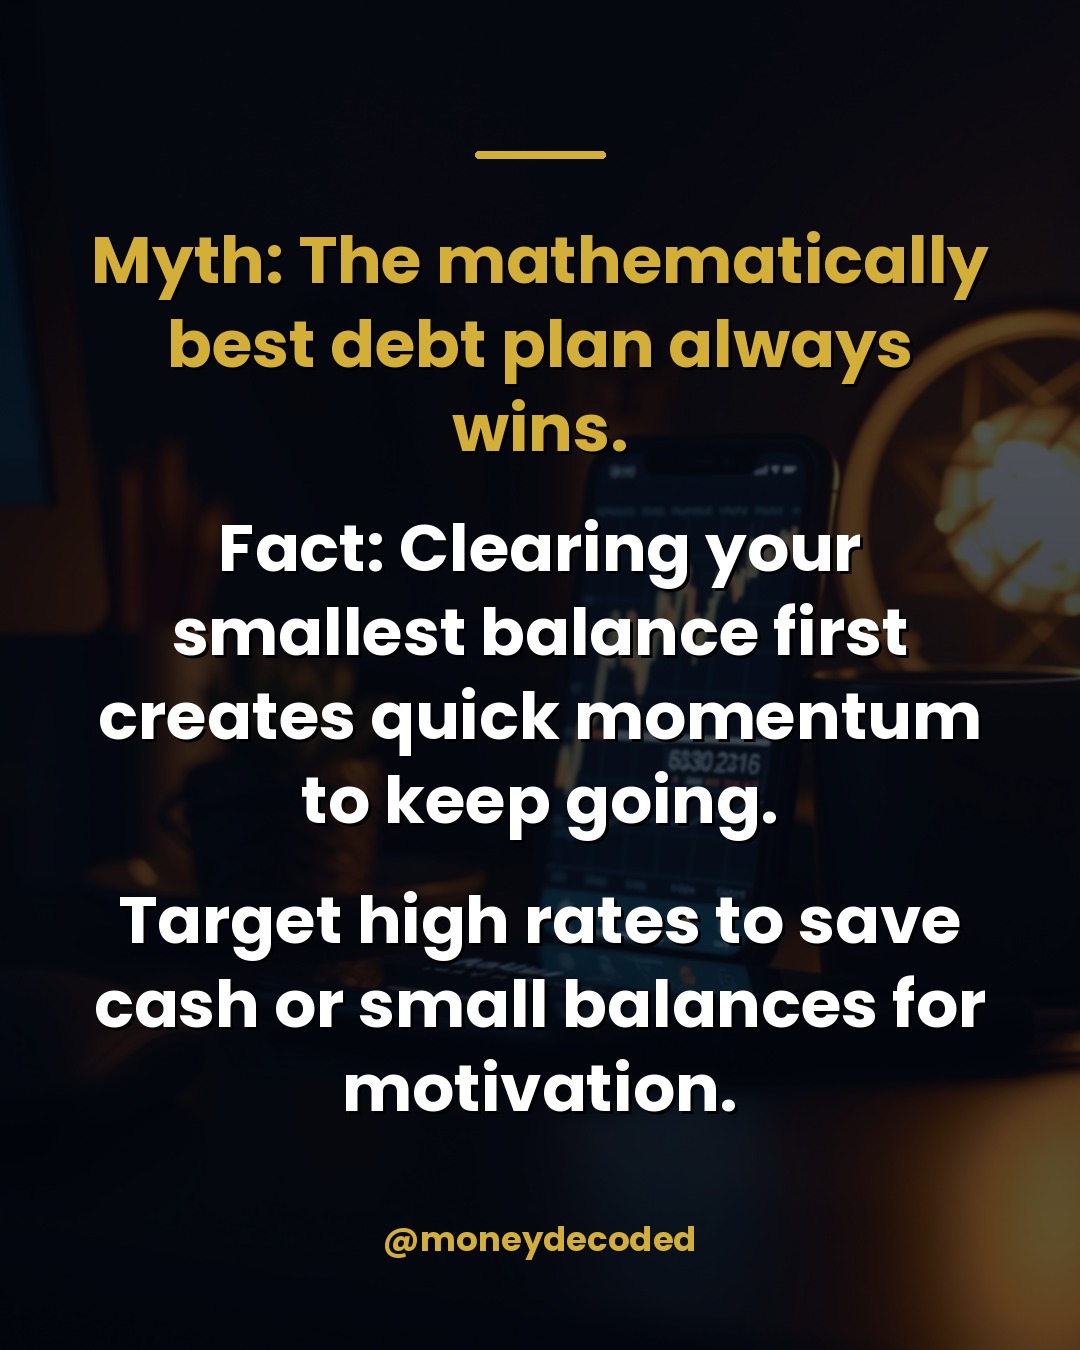 Myth: The mathematically
best debt plan always
wins.
Fact: Clearing your
smallest balance first
creates quick momentum
to keep going.
Target high rates to save
cash or small balances for
motivation.
@moneydecoded